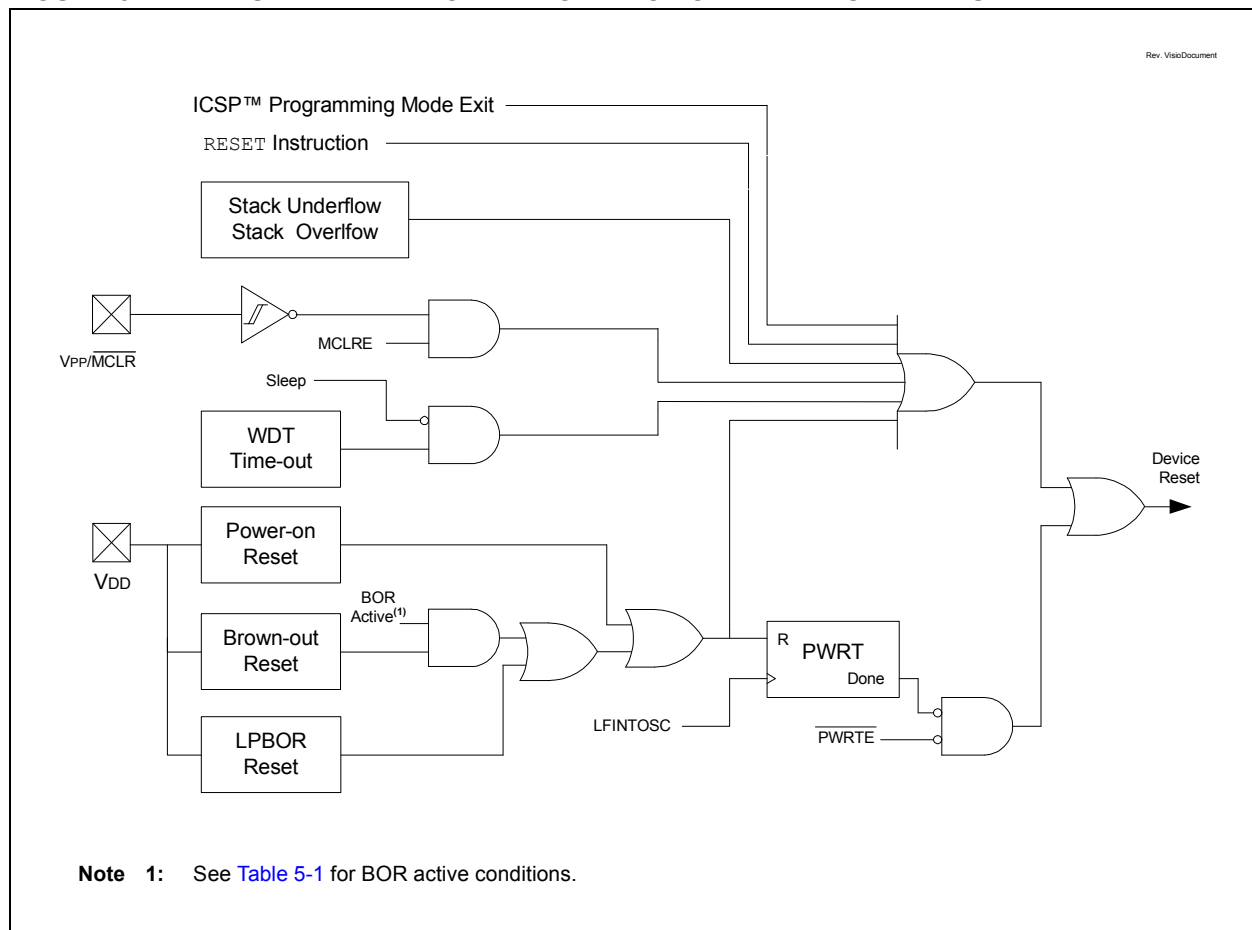 Rev. VisioDocument
ICSP™ Programming Mode Exit
RESET Instruction
Stack Underflow
Stack Overlfow
VPP/MCLR
MCLRE
Sleep
WDT
Time-out
Device
Reset
VDD
Power-on
Reset
BOR
Active(1)
Brown-out
Reset
R
PWRT
Done
LFINTOSC
PWRTE
LPBOR
Reset
Note 1: See Table 5-1 for BOR active conditions.